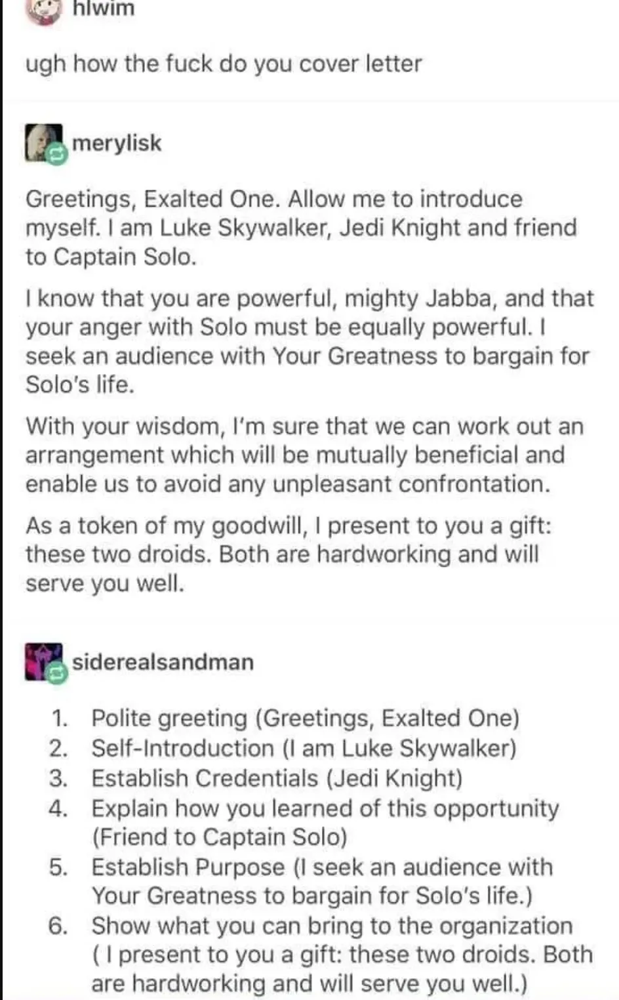 hlwim
ugh how the fuck do you cover letter
merylisk
Greetings, Exalted One. Allow me to introduce
myself. I am Luke Skywalker, Jedi Knight and friend
to Captain Solo.
I know that you are powerful, mighty Jabba, and that
your anger with Solo must be equally powerful. I
seek an audience with Your Greatness to bargain for
Solo's life.
With your wisdom, I'm sure that we can work out an
arrangement which will be mutually beneficial and
enable us to avoid any unpleasant confrontation.
As a token of my goodwill, I present to you a gift:
these two droids. Both are hardworking and will
serve you well.
siderealsandman
1. Polite greeting (Greetings, Exalted One)
2. Self-Introduction (I am Luke Skywalker)
3. Establish Credentials (Jedi Knight)
4. Explain how you learned of this opportunity
(Friend to Captain Solo)
5. Establish Purpose (I seek an audience with
Your Greatness to bargain for Solo's life.)
6. Show what you can bring to the organization
( I present to you a gift: these two droids. Both
are hardworking and will serve you well.)